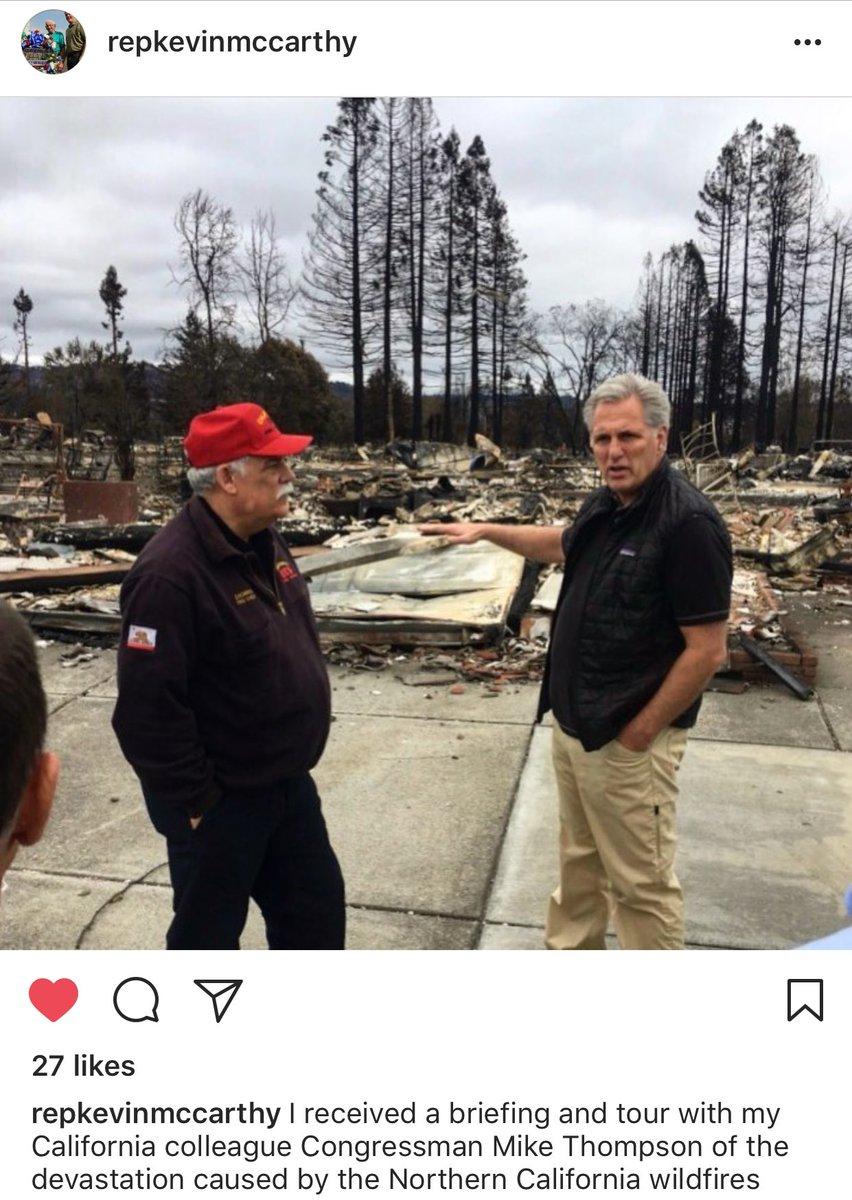 repkevinmccarthy
27 likes
repkevinmccarthy I received a briefing and tour with my
California colleague Congressman Mike Thompson of the
devastation caused by the Northern California wildfires